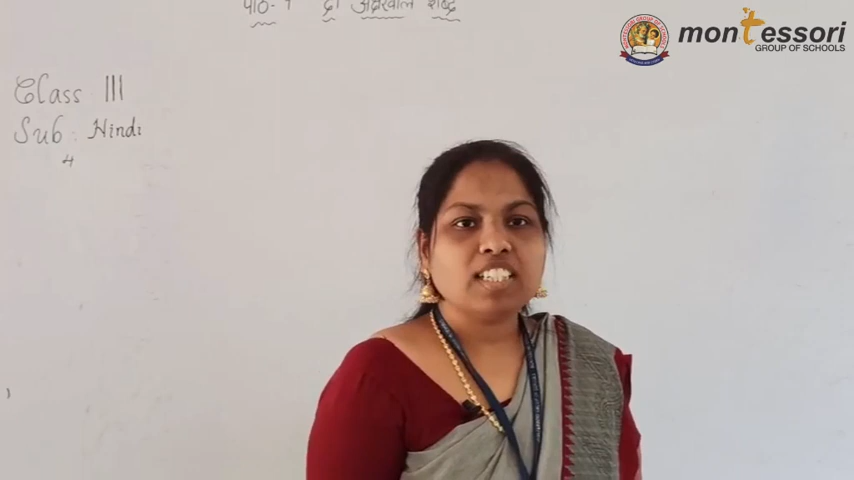 पाठ- दो अक्षरवाले शब्द
montessori
GROUP OF SCHOOLS
Class III
Sub : Hindi
4